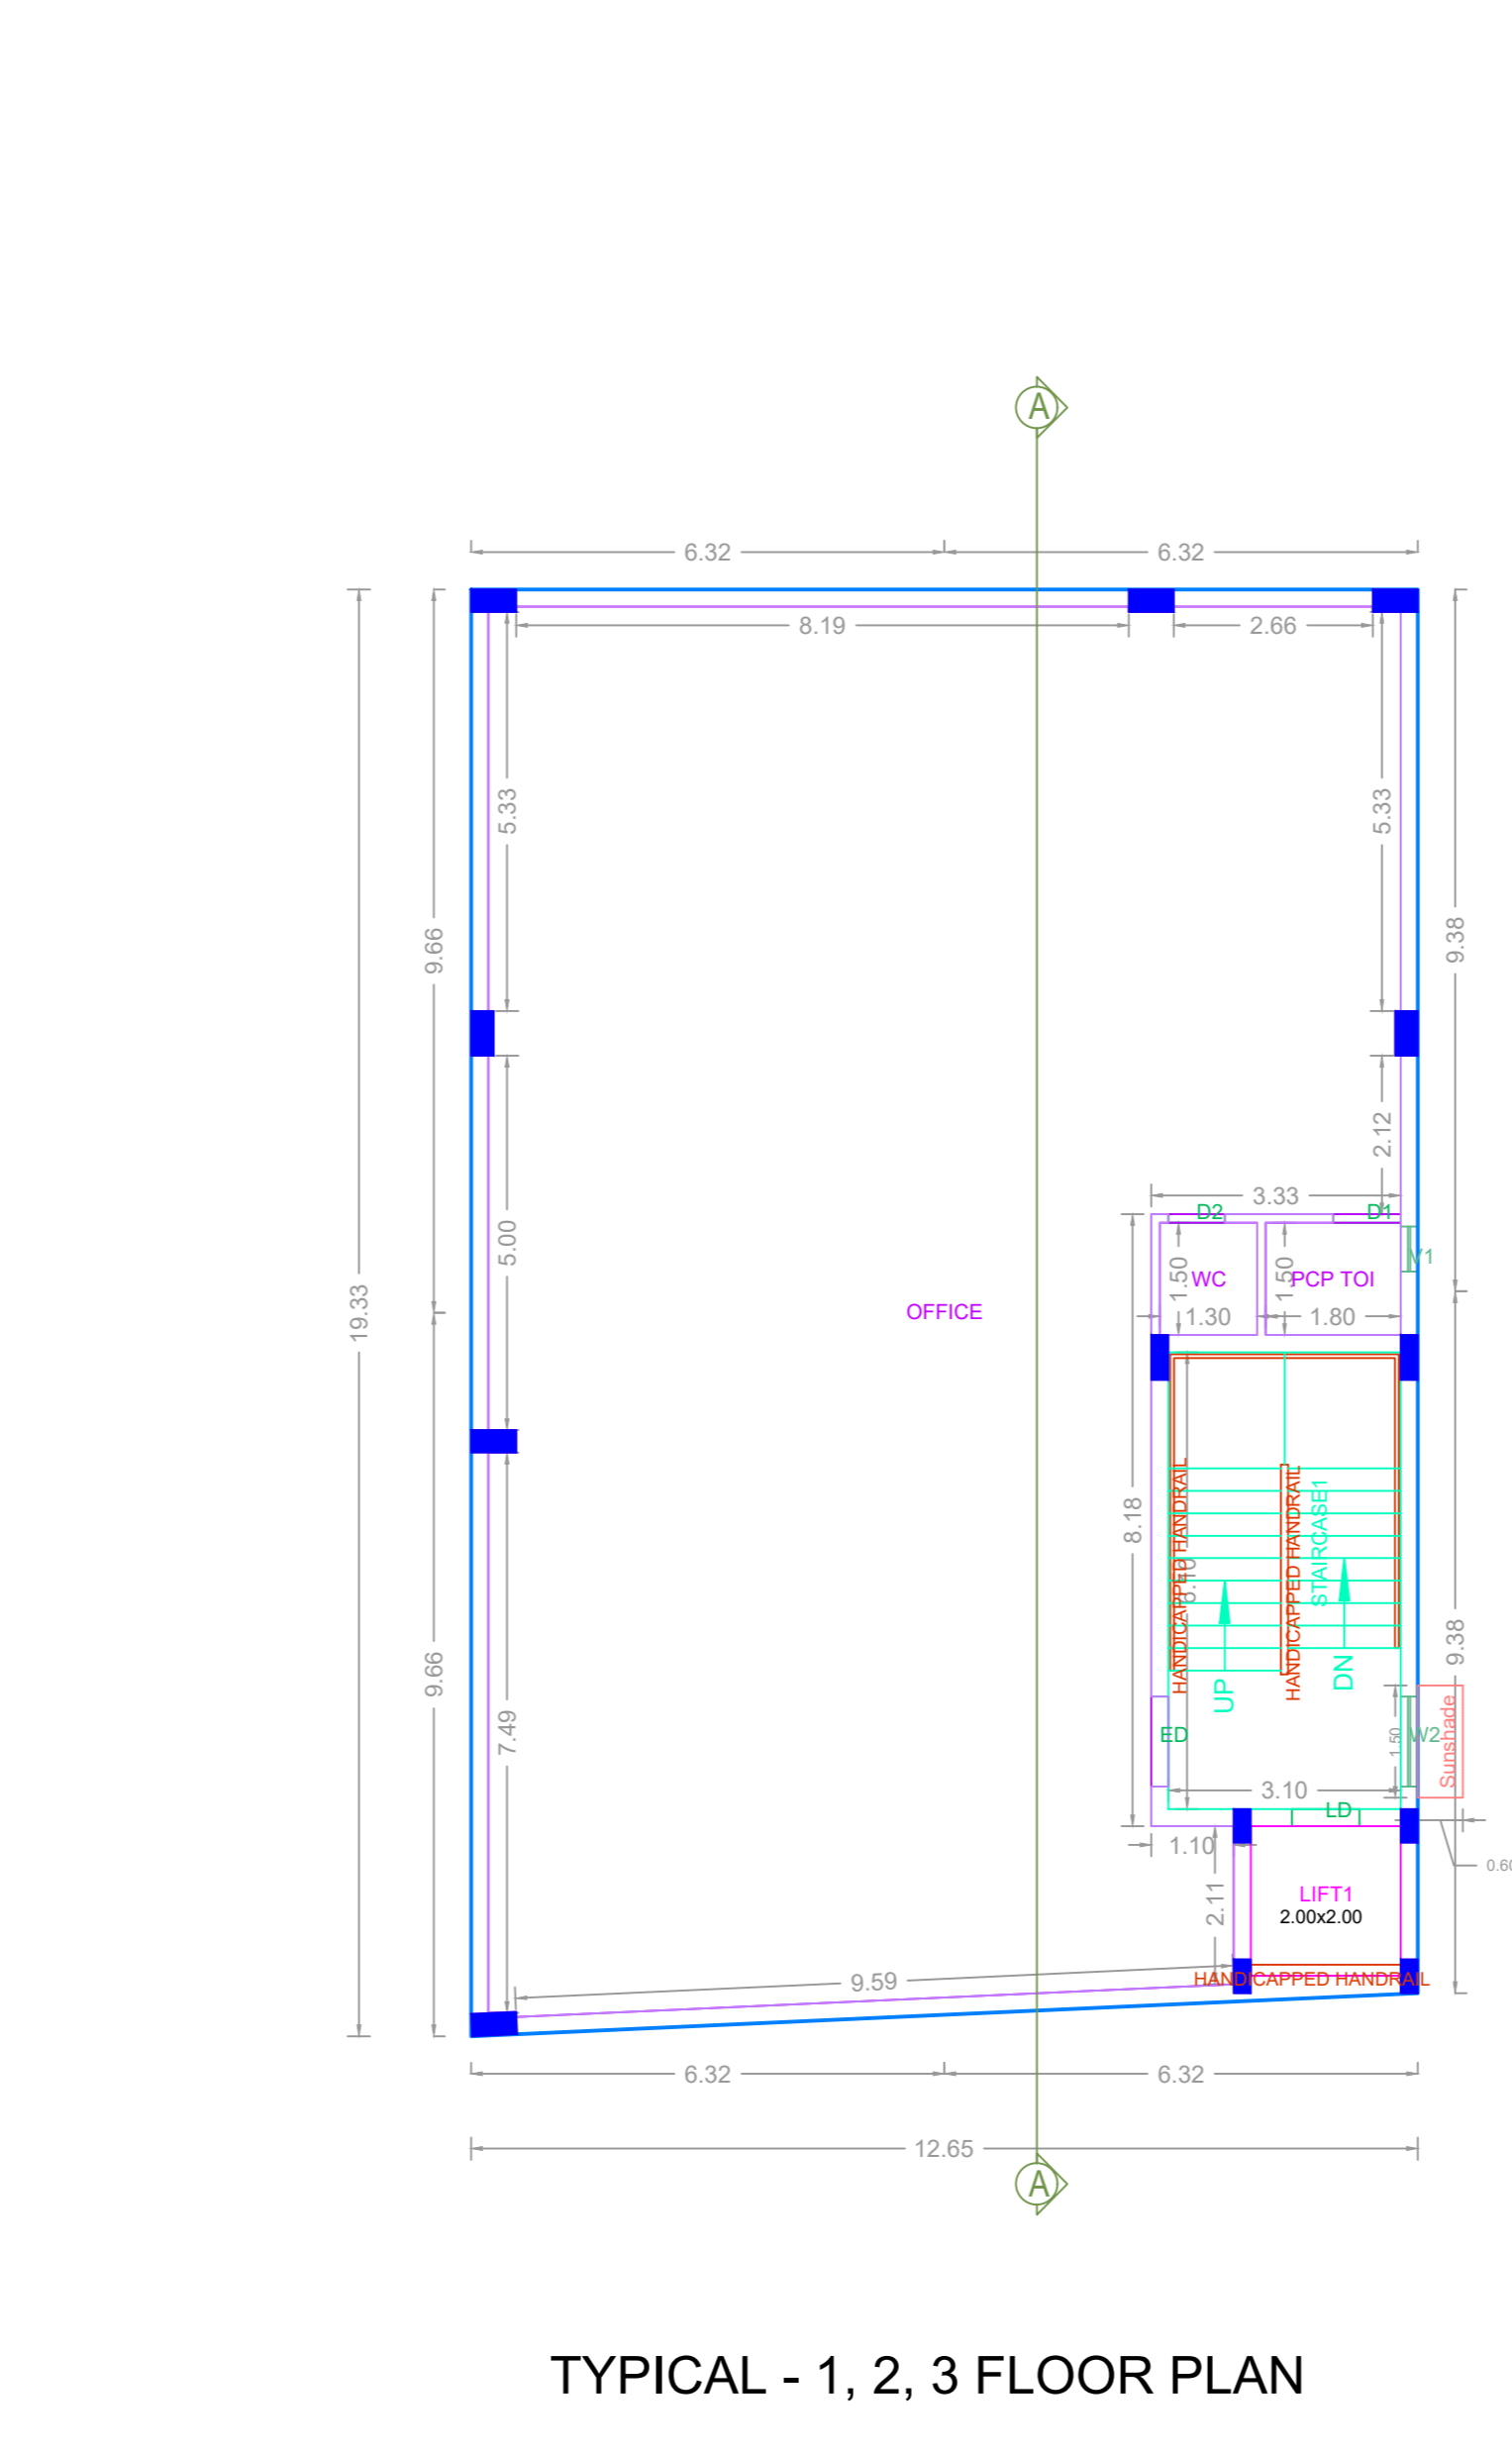 A
6.32
6.32
8.19
2.66
5.33
5.33
9.66
9.38
2.12
3.33
D2
D1
5.00
1.50
WC
1.50
PCP TOI
V1
19.33
OFFICE
1.30
1.80
8.18
HANDICAPPED HANDRAIL
HANDICAPPED HANDRAIL
STAIRCASE1
9.66
9.38
UP
DN
7.49
ED
1.50
W2
Sunshade
3.10
LD
1.10
0.60
2.11
LIFT1
2.00x2.00
9.59
HANDICAPPED HANDRAIL
6.32
6.32
12.65
A
TYPICAL - 1, 2, 3 FLOOR PLAN